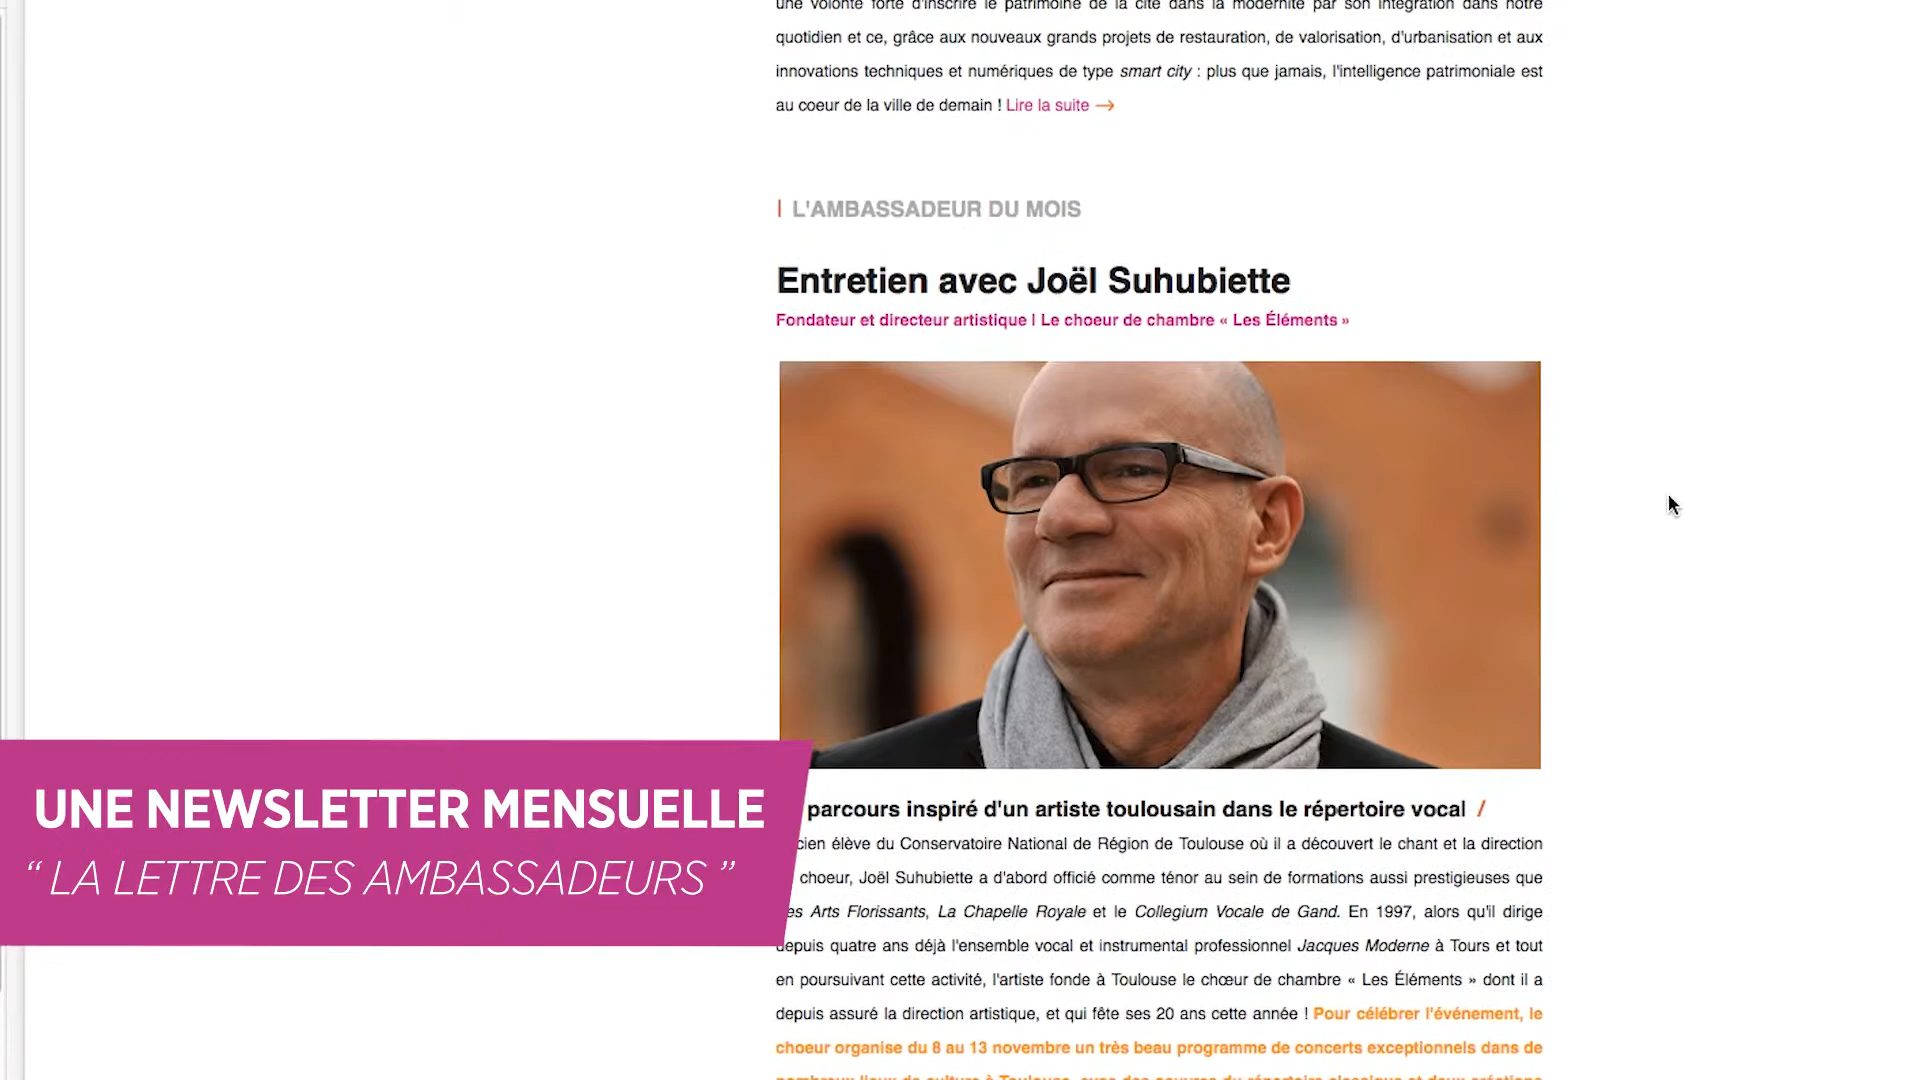 une volonté forte d'inscrire le patrimoine de la cité dans la modernité par son intégration dans notre
quotidien et ce, grâce aux nouveaux grands projets de restauration, de valorisation, d'urbanisation et aux
innovations techniques et numériques de type smart city : plus que jamais, l'intelligence patrimoniale est
au coeur de la ville de demain ! Lire la suite →
| L'AMBASSADEUR DU MOIS
Entretien avec Joël Suhubiette
Fondateur et directeur artistique I Le choeur de chambre « Les Éléments »
UNE NEWSLETTER MENSUELLE
“ LA LETTRE DES AMBASSADEURS ”
parcours inspiré d'un artiste toulousain dans le répertoire vocal /
cien élève du Conservatoire National de Région de Toulouse où il a découvert le chant et la direction
choeur, Joël Suhubiette a d'abord officié comme ténor au sein de formations aussi prestigieuses que
es Arts Florissants, La Chapelle Royale et le Collegium Vocale de Gand. En 1997, alors qu'il dirige
depuis quatre ans déjà l'ensemble vocal et instrumental professionnel Jacques Moderne à Tours et tout
en poursuivant cette activité, l'artiste fonde à Toulouse le chœur de chambre « Les Éléments » dont il a
depuis assuré la direction artistique, et qui fête ses 20 ans cette année ! Pour célébrer l'événement, le
choeur organise du 8 au 13 novembre un très beau programme de concerts exceptionnels dans de